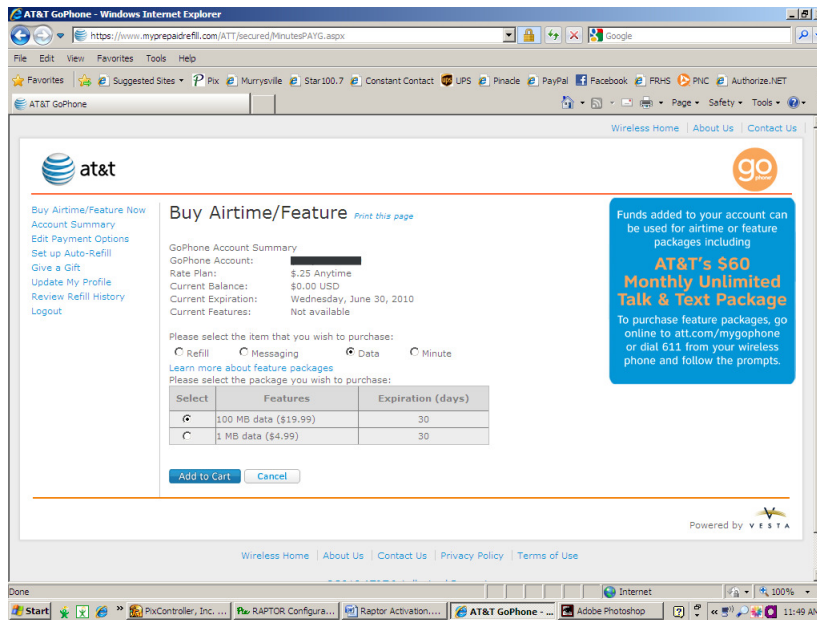 AT&T GoPhone - Windows Internet Explorer
https://www.myprepaidrefill.com/ATT/secured/MinutesPAYG.aspx
Google
File Edit View Favorites Tools Help
Favorites Suggested Sites Pix Murrysville Star100.7 Constant Contact UPS Pinacle PayPal Facebook FRHS PNC Authorize.NET
AT&T GoPhone
Page Safety Tools
Wireless Home | About Us | Contact Us
at&t
go
phone
Buy Airtime/Feature Now
Account Summary
Edit Payment Options
Set up Auto-Refill
Give a Gift
Update My Profile
Review Refill History
Logout
Buy Airtime/Feature Print this page
GoPhone Account Summary
GoPhone Account:
Rate Plan: $.25 Anytime
Current Balance: $0.00 USD
Current Expiration: Wednesday, June 30, 2010
Current Features: Not available
Please select the item that you wish to purchase:
Refill Messaging Data Minute
Learn more about feature packages
Please select the package you wish to purchase:
Select Features Expiration (days)
100 MB data ($19.99) 30
1 MB data ($4.99) 30
Add to Cart Cancel
Funds added to your account can
be used for airtime or feature
packages including
AT&T's $60
Monthly Unlimited
Talk & Text Package
To purchase feature packages, go
online to att.com/mygophone
or dial 611 from your wireless
phone and follow the prompts.
Powered by VESTA
Wireless Home | About Us | Contact Us | Privacy Policy | Terms of Use
Done Internet 100%
Start PixController, Inc. ... RAPTOR Configura... Raptor Activation.... AT&T GoPhone - ... Adobe Photoshop 11:49 AM